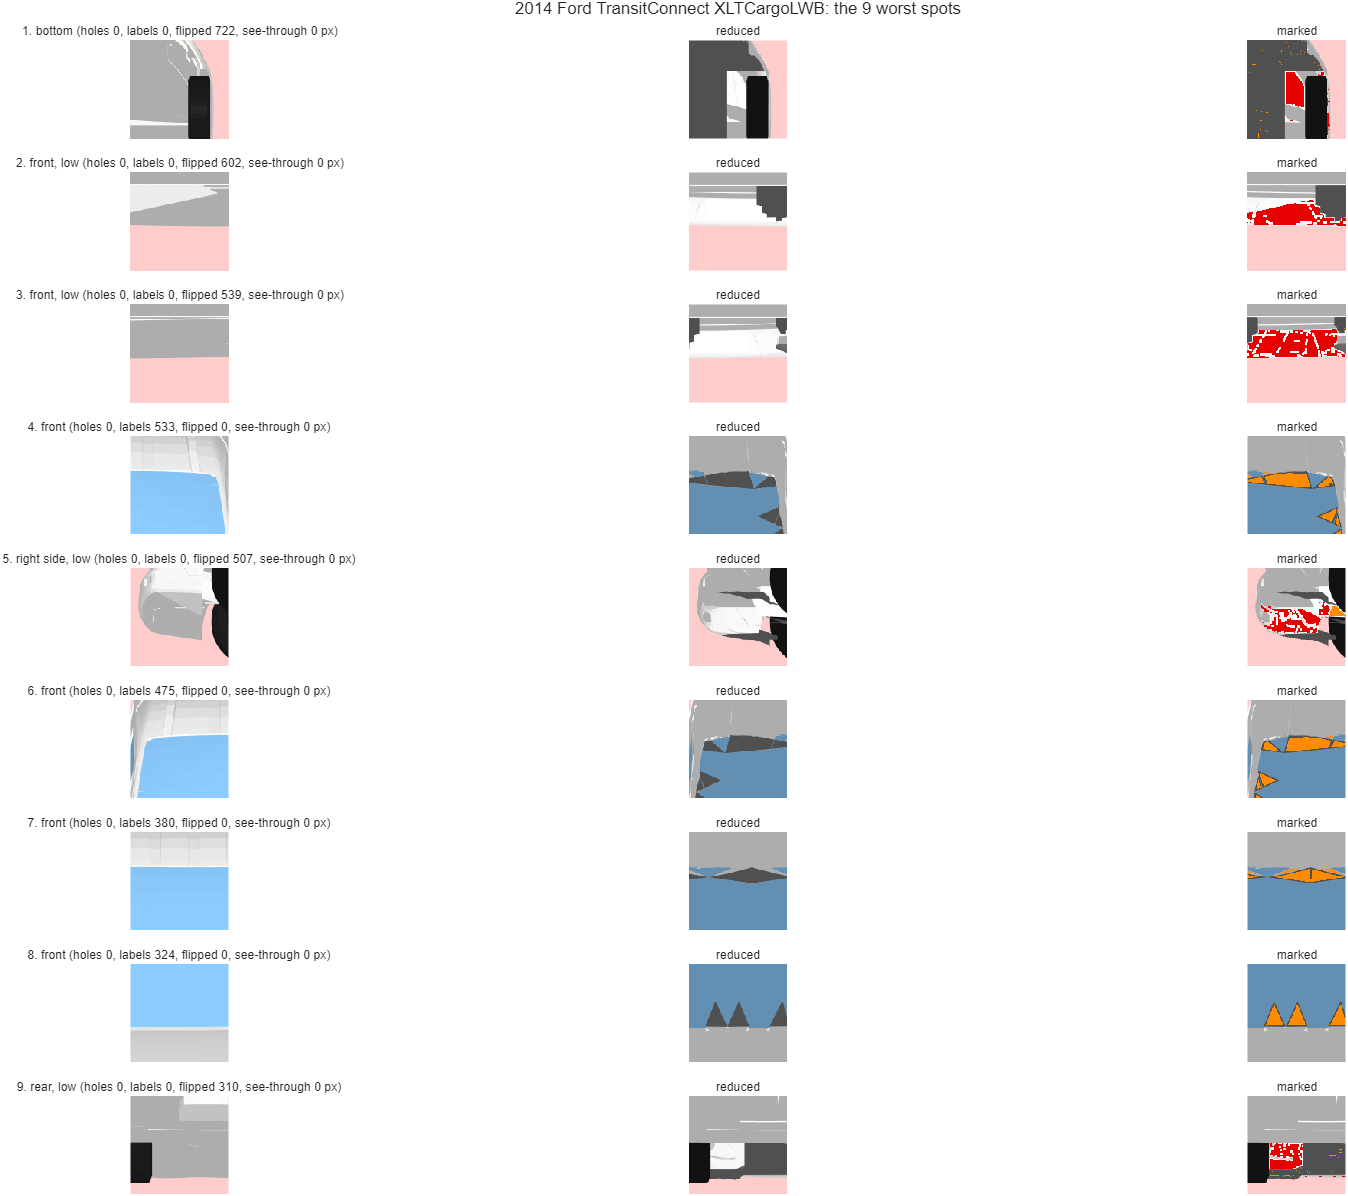 2014 Ford TransitConnect XLTCargoLWB: the 9 worst spots
1. bottom (holes 0, labels 0, flipped 722, see-through 0 px)
reduced
marked
2. front, low (holes 0, labels 0, flipped 602, see-through 0 px)
reduced
marked
3. front, low (holes 0, labels 0, flipped 539, see-through 0 px)
reduced
marked
4. front (holes 0, labels 533, flipped 0, see-through 0 px)
reduced
marked
5. right side, low (holes 0, labels 0, flipped 507, see-through 0 px)
reduced
marked
6. front (holes 0, labels 475, flipped 0, see-through 0 px)
reduced
marked
7. front (holes 0, labels 380, flipped 0, see-through 0 px)
reduced
marked
8. front (holes 0, labels 324, flipped 0, see-through 0 px)
reduced
marked
9. rear, low (holes 0, labels 0, flipped 310, see-through 0 px)
reduced
marked